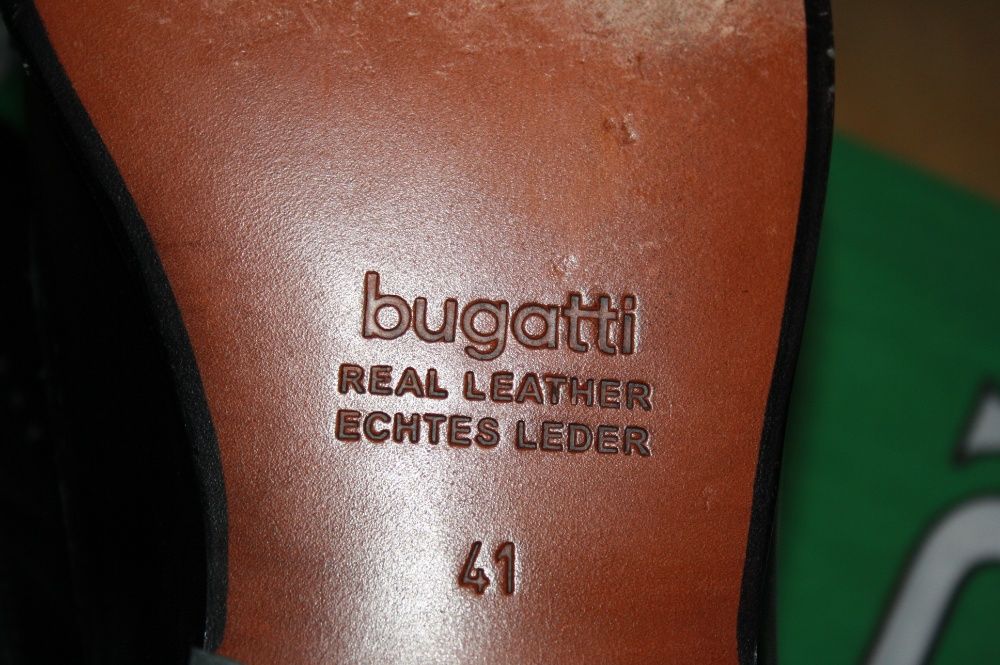 bugatti
REAL LEATHER
ECHTES LEDER
41